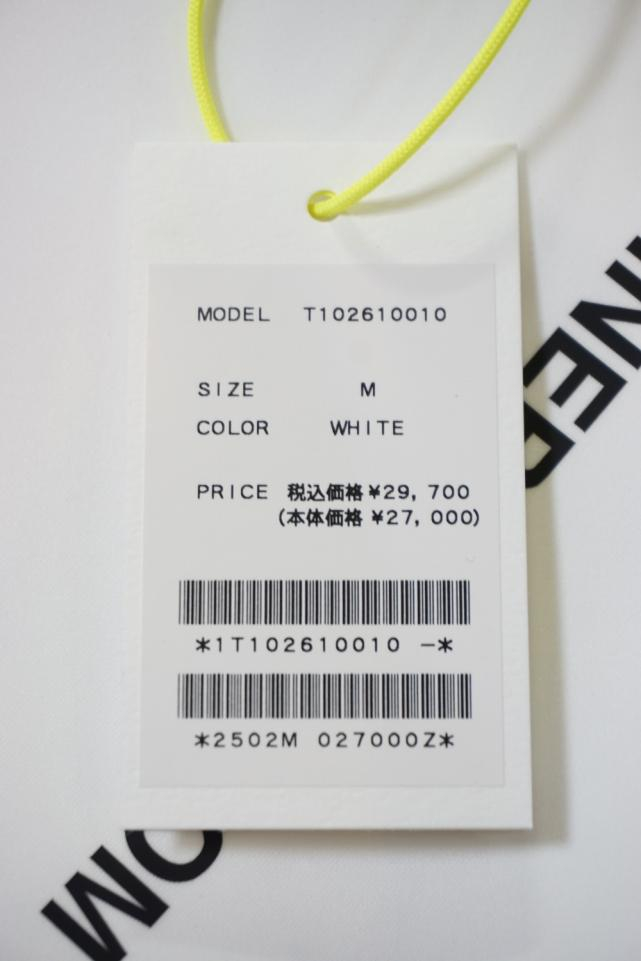 MODEL T102610010
SIZE M
COLOR WHITE
PRICE 税込価格 ¥29,700
(本体価格 ¥27,000)
*1T102610010 -*
*2502M 027000Z*
OM